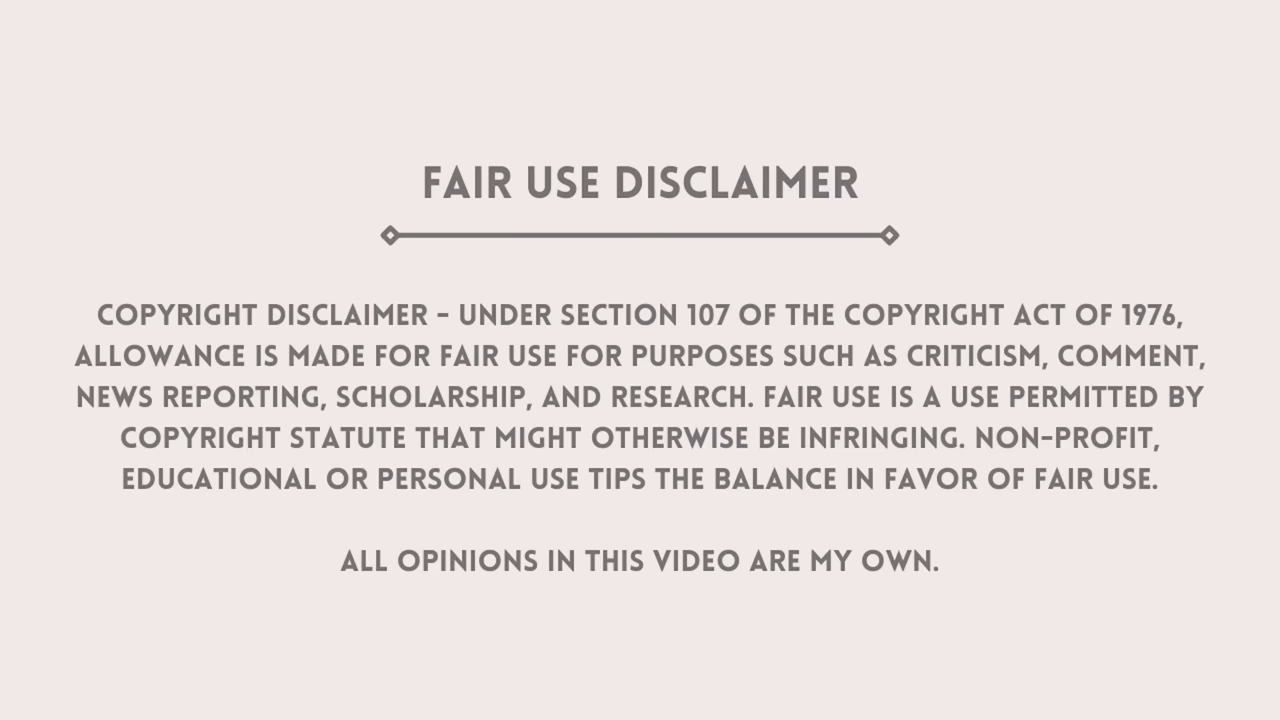 FAIR USE DISCLAIMER
COPYRIGHT DISCLAIMER - UNDER SECTION 107 OF THE COPYRIGHT ACT OF 1976,
ALLOWANCE IS MADE FOR FAIR USE FOR PURPOSES SUCH AS CRITICISM, COMMENT,
NEWS REPORTING, SCHOLARSHIP, AND RESEARCH. FAIR USE IS A USE PERMITTED BY
COPYRIGHT STATUTE THAT MIGHT OTHERWISE BE INFRINGING. NON-PROFIT,
EDUCATIONAL OR PERSONAL USE TIPS THE BALANCE IN FAVOR OF FAIR USE.
ALL OPINIONS IN THIS VIDEO ARE MY OWN.